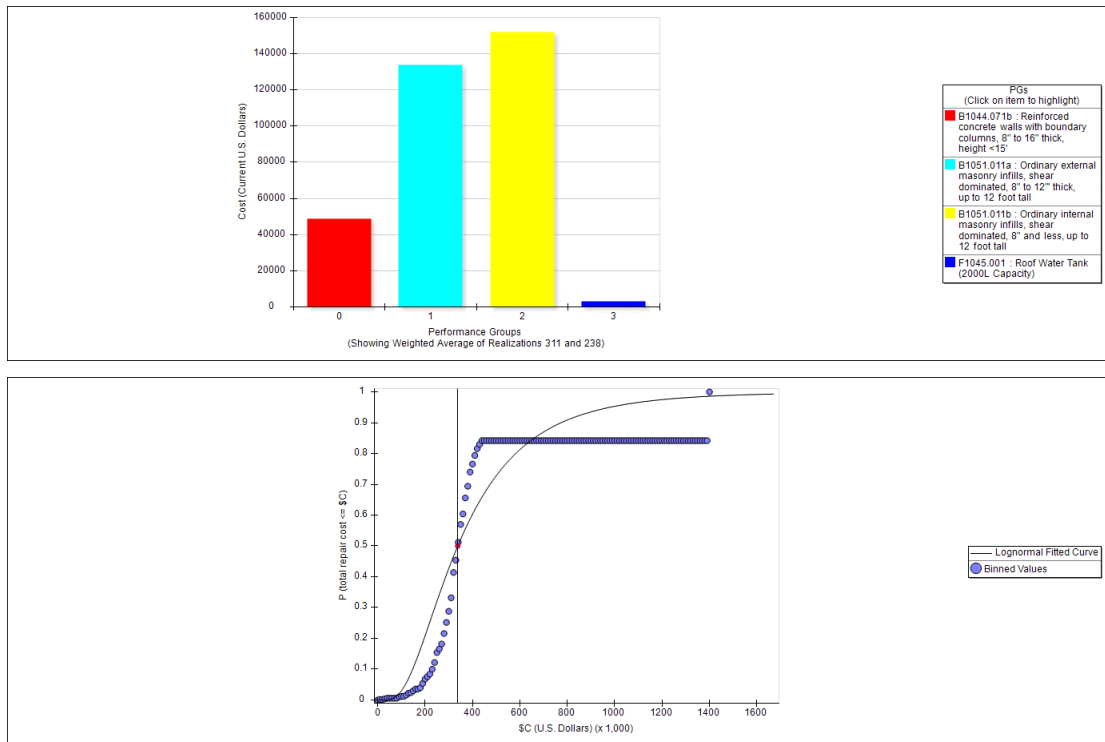 160000
140000
120000
100000
80000
60000
40000
20000
0
Cost (Current U.S. Dollars)
0 1 2 3
Performance Groups
(Showing Weighted Average of Realizations 311 and 238)
PGs
(Click on item to highlight)
B1044.071b : Reinforced
concrete walls with boundary
columns, 8" to 16" thick,
height <15'
B1051.011a : Ordinary external
masonry infills, shear
dominated, 8" to 12'" thick,
up to 12 foot tall
B1051.011b : Ordinary internal
masonry infills, shear
dominated, 8" and less, up to
12 foot tall
F1045.001 : Roof Water Tank
(2000L Capacity)
1
0.9
0.8
0.7
0.6
0.5
0.4
0.3
0.2
0.1
0
P (total repair cost <= $C)
0 200 400 600 800 1000 1200 1400 1600
$C (U.S. Dollars) (x 1,000)
Lognormal Fitted Curve
Binned Values